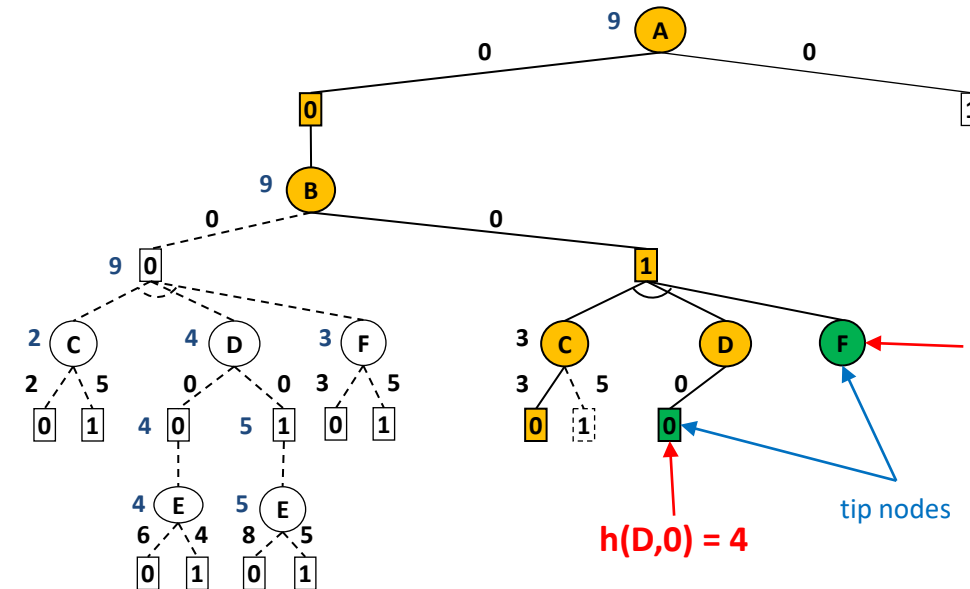 9 A
0 0
0 1
9 B
0 0
9 0 1
2 C 4 D 3 F 3 C D F
2 5 0 0 3 5 3 5 0
0 1 4 0 5 1 0 1 0 1 0
4 E 5 E
tip nodes
6 4 8 5
h(D,0) = 4
0 1 0 1